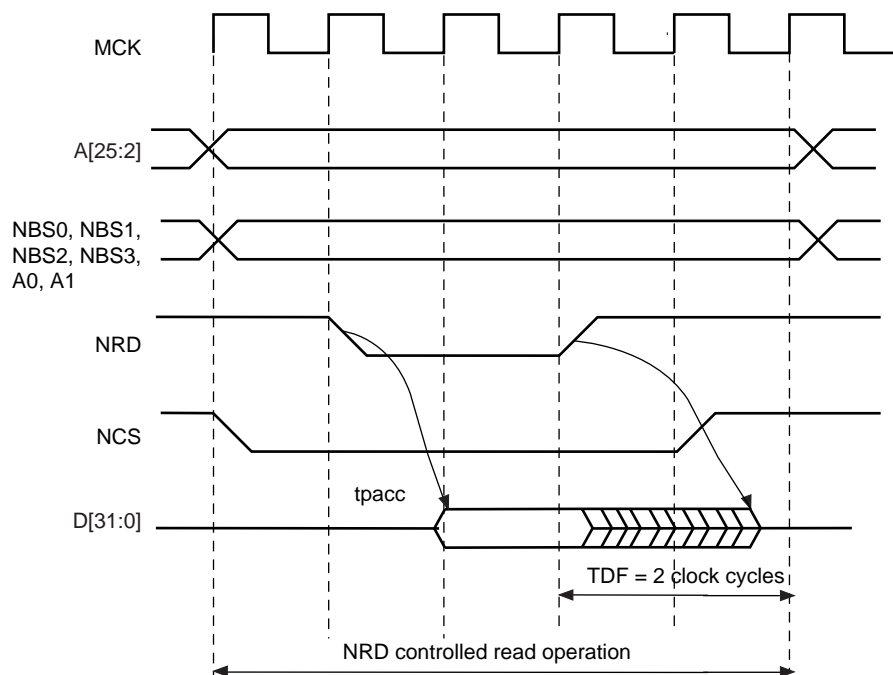 MCK
A[25:2]
NBS0, NBS1,
NBS2, NBS3,
A0, A1
NRD
NCS
tpacc
D[31:0]
TDF = 2 clock cycles
NRD controlled read operation